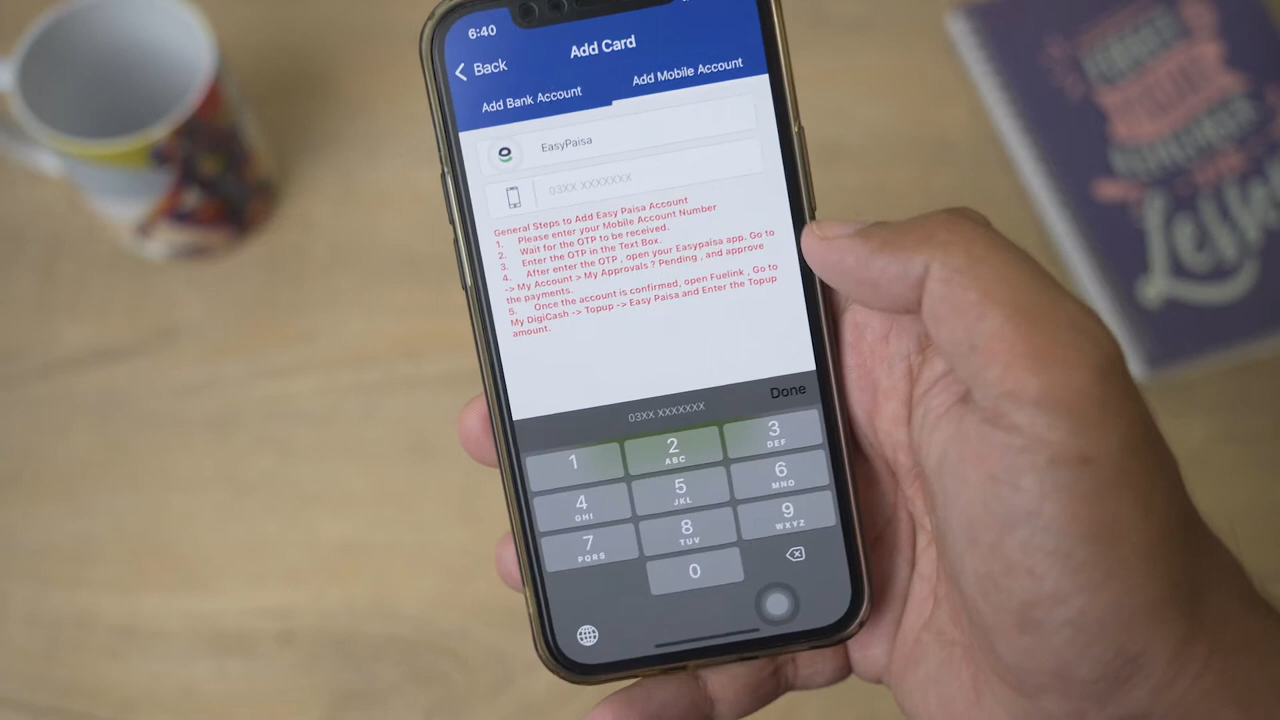 6:40
Add Card
Back
Add Bank Account
Add Mobile Account
EasyPaisa
03XX XXXXXXX
General Steps to Add Easy Paisa Account
1. Please enter your Mobile Account Number
2. Wait for the OTP to be received.
3. Enter the OTP in the Text Box.
4. After enter the OTP , open your Easypaisa app. Go to
-> My Account > My Approvals ? Pending , and approve
the payments.
5. Once the account is confirmed, open Fuelink , Go to
My DigiCash -> Topup -> Easy Paisa and Enter the Topup
amount.
03XX XXXXXXX
Done
1
2
ABC
3
DEF
4
GHI
5
JKL
6
MNO
7
PQRS
8
TUV
9
WXYZ
0